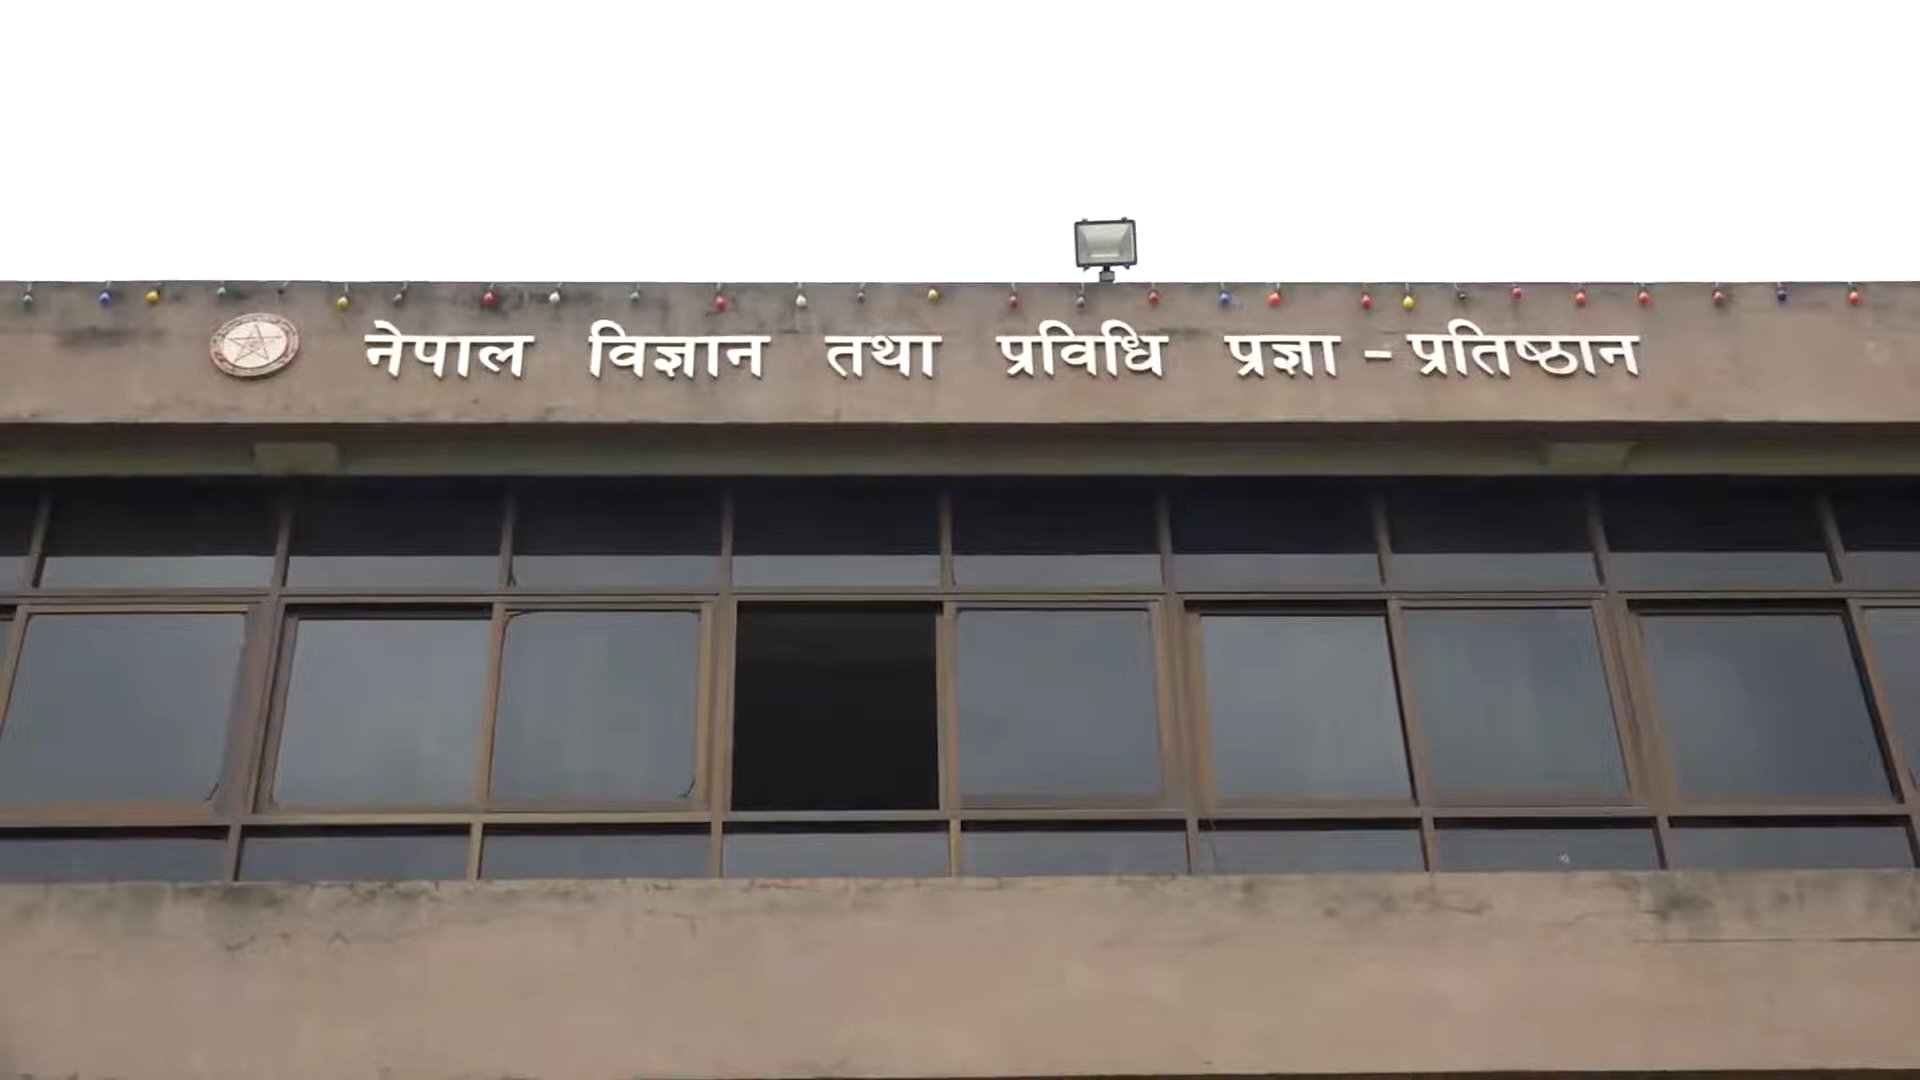 नेपाल विज्ञान तथा प्रविधि प्रज्ञा - प्रतिष्ठान